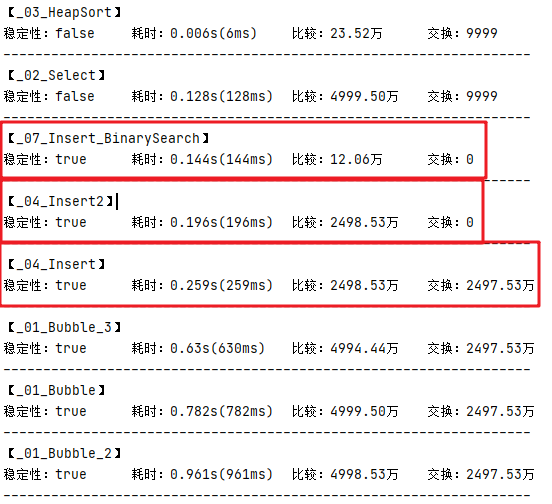 【_03_HeapSort】
稳定性：false 耗时：0.006s(6ms) 比较：23.52万 交换：9999
------------------------------------------------------------------
【_02_Select】
稳定性：false 耗时：0.128s(128ms) 比较：4999.50万 交换：9999
------------------------------------------------------------------
【_07_Insert_BinarySearch】
稳定性：true 耗时：0.144s(144ms) 比较：12.06万 交换：0
------------------------------------------------------------------
【_04_Insert2】
稳定性：true 耗时：0.196s(196ms) 比较：2498.53万 交换：0
------------------------------------------------------------------
【_04_Insert】
稳定性：true 耗时：0.259s(259ms) 比较：2498.53万 交换：2497.53万
------------------------------------------------------------------
【_01_Bubble_3】
稳定性：true 耗时：0.63s(630ms) 比较：4994.44万 交换：2497.53万
------------------------------------------------------------------
【_01_Bubble】
稳定性：true 耗时：0.782s(782ms) 比较：4999.50万 交换：2497.53万
------------------------------------------------------------------
【_01_Bubble_2】
稳定性：true 耗时：0.961s(961ms) 比较：4998.53万 交换：2497.53万
------------------------------------------------------------------